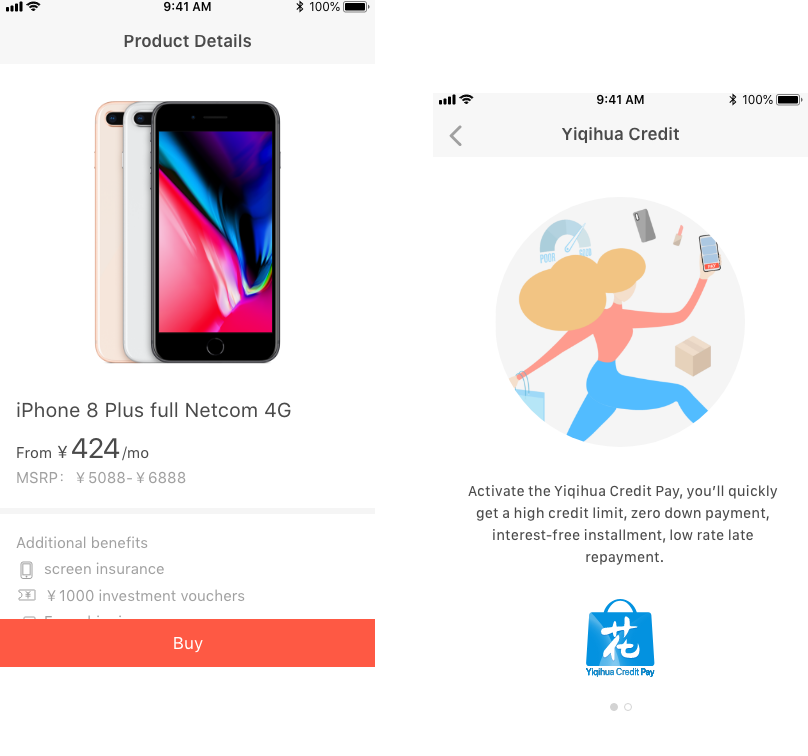 9:41 AM
100%
Product Details
iPhone 8 Plus full Netcom 4G
From ¥424/mo
MSRP: ¥5088-¥6888
Additional benefits
screen insurance
¥1000 investment vouchers
Buy
9:41 AM
100%
Yiqihua Credit
POOR
GOOD
PAY
Activate the Yiqihua Credit Pay, you’ll quickly
get a high credit limit, zero down payment,
interest-free installment, low rate late
repayment.
花
Yiqihua Credit Pay